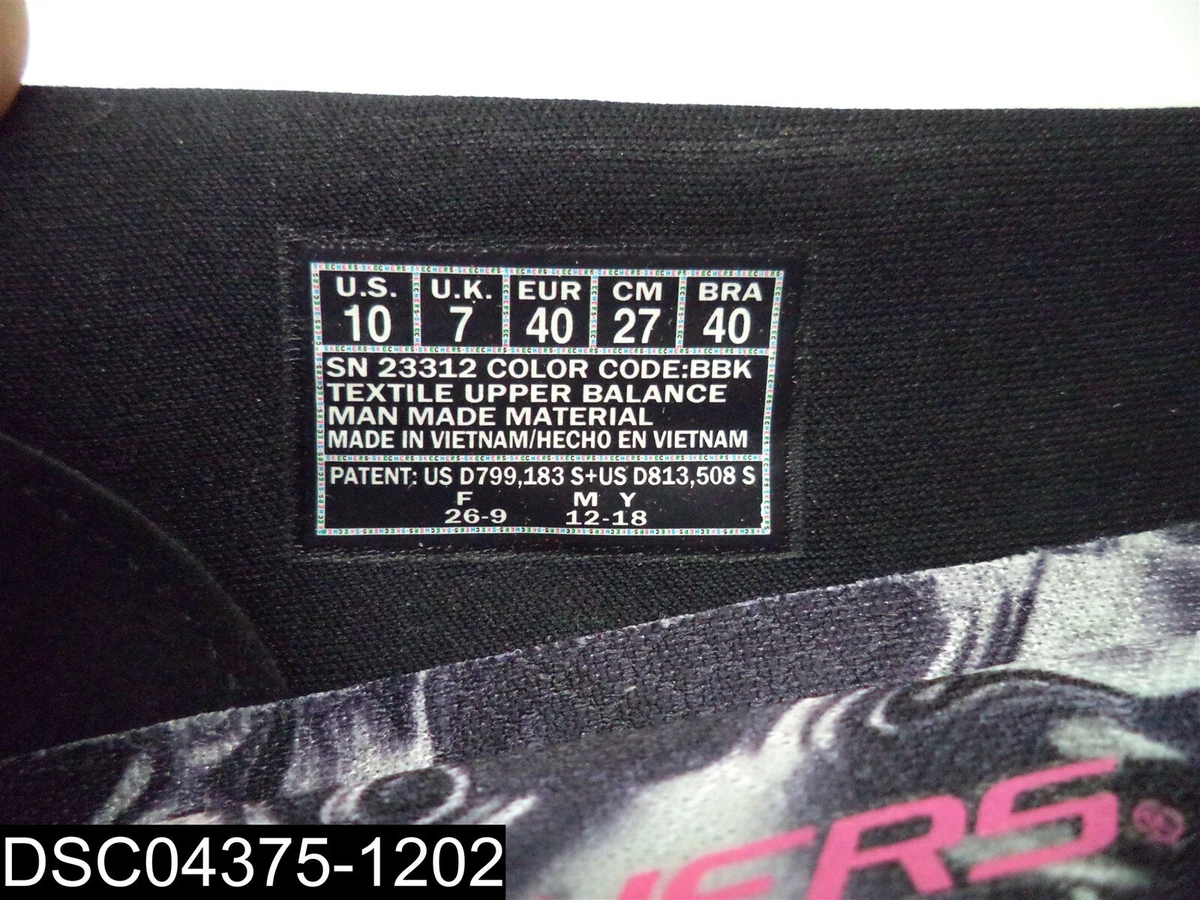 U.S. U.K. EUR CM BRA
10 7 40 27 40
SN 23312 COLOR CODE:BBK
TEXTILE UPPER BALANCE
MAN MADE MATERIAL
MADE IN VIETNAM/HECHO EN VIETNAM
PATENT: US D799,183 S+US D813,508 S
F M Y
26-9 12-18
DSC04375-1202